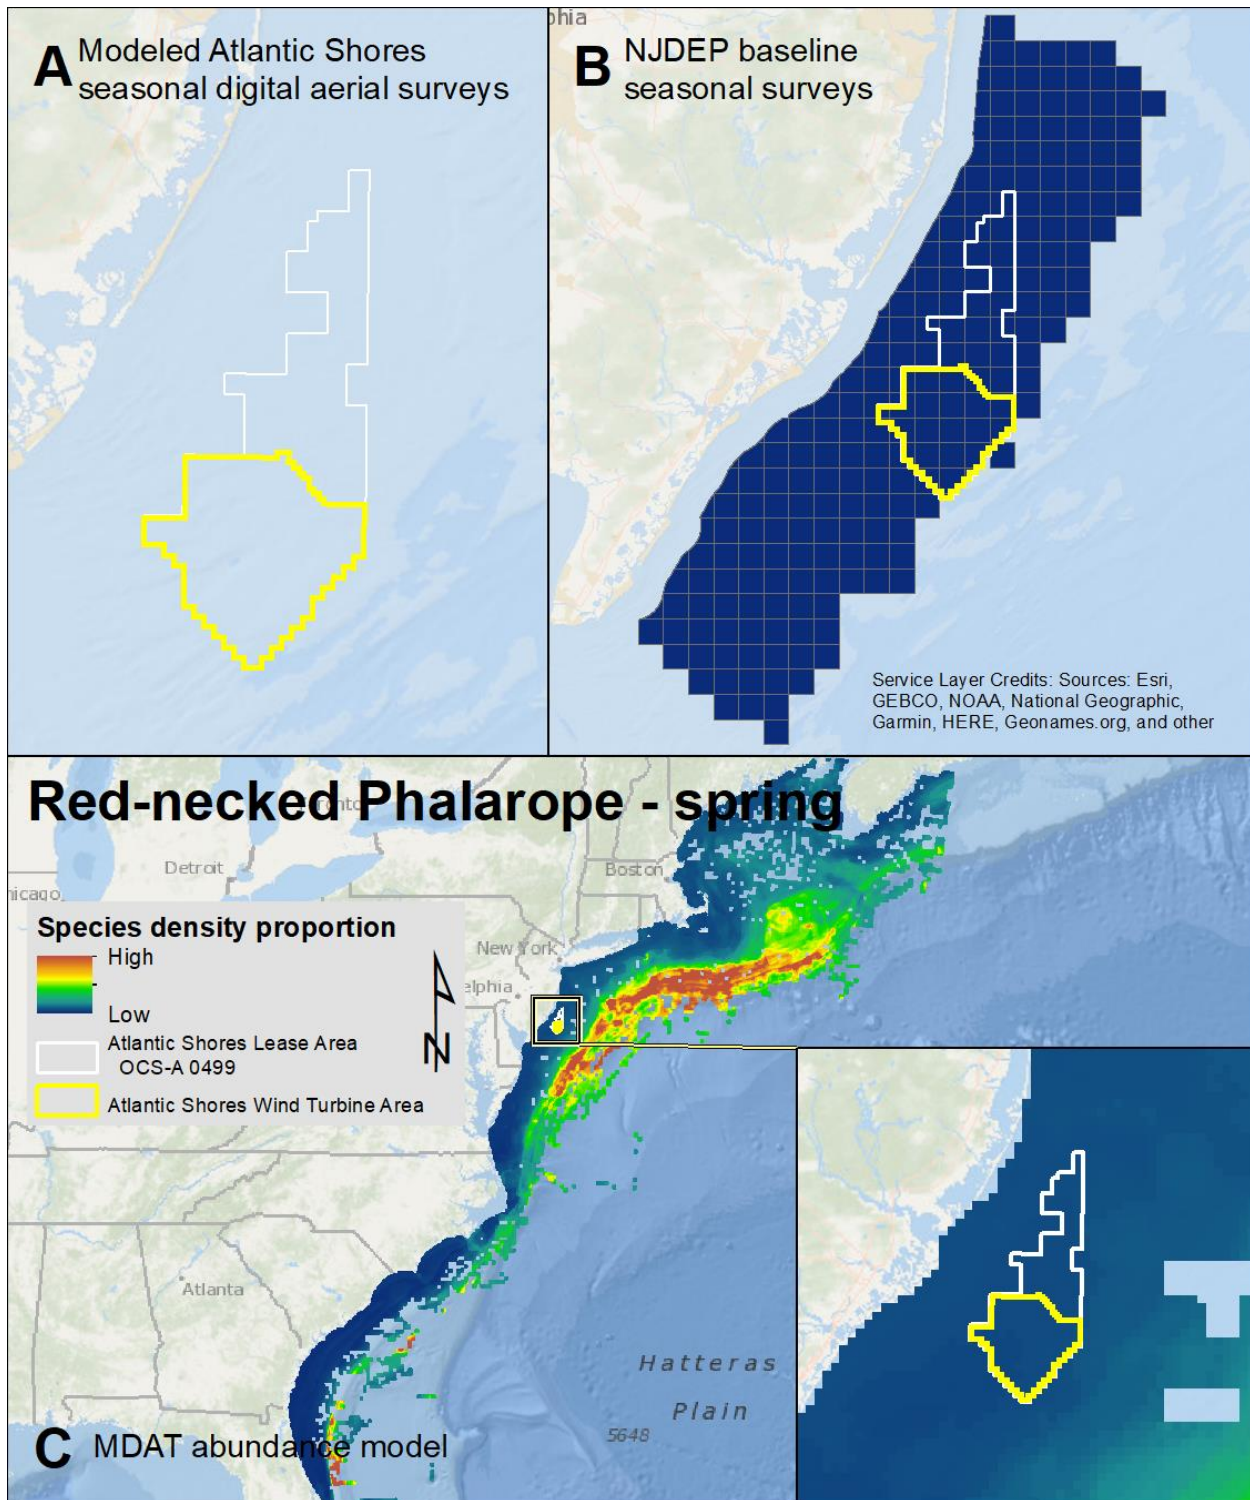 A Modeled Atlantic Shores
seasonal digital aerial surveys
phia
B NJDEP baseline
seasonal surveys
Service Layer Credits: Sources: Esri,
GEBCO, NOAA, National Geographic,
Garmin, HERE, Geonames.org, and other
Red-necked Phalarope - spring
Detroit
Boston
hicago
Species density proportion
High
Low
New York
elphia
Atlantic Shores Lease Area
OCS-A 0499
Atlantic Shores Wind Turbine Area
N
Atlanta
Hatteras
Plain
5648
C MDAT abundance model